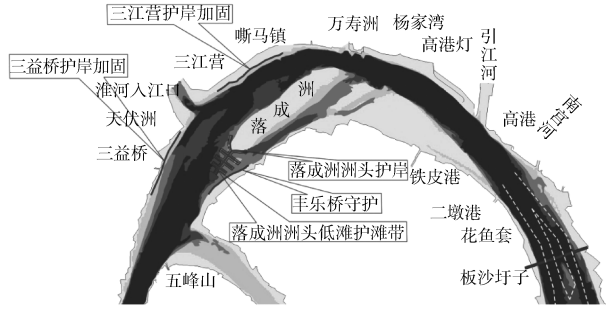 三江营护岸加固
嘶马镇
万寿洲
杨家湾
高港灯
引江河
三江营
三益桥护岸加固
淮河入江口
天伏洲
三益桥
落成洲
高港
南宫河
落成洲洲头护岸
铁皮港
丰乐桥守护
二墩港
落成洲洲头低滩护滩带
花鱼套
五峰山
板沙圩子